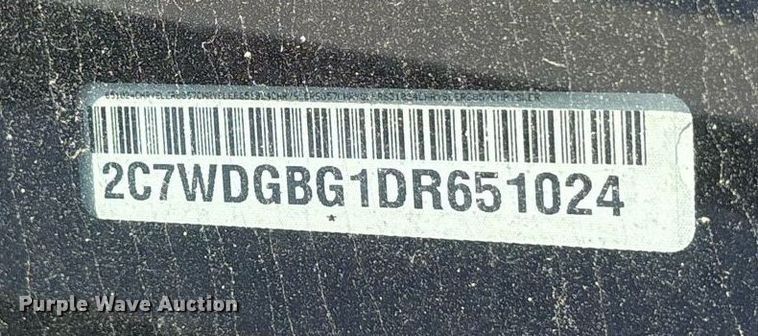 2C7WDGBG1DR651024
*
Purple Wave Auction